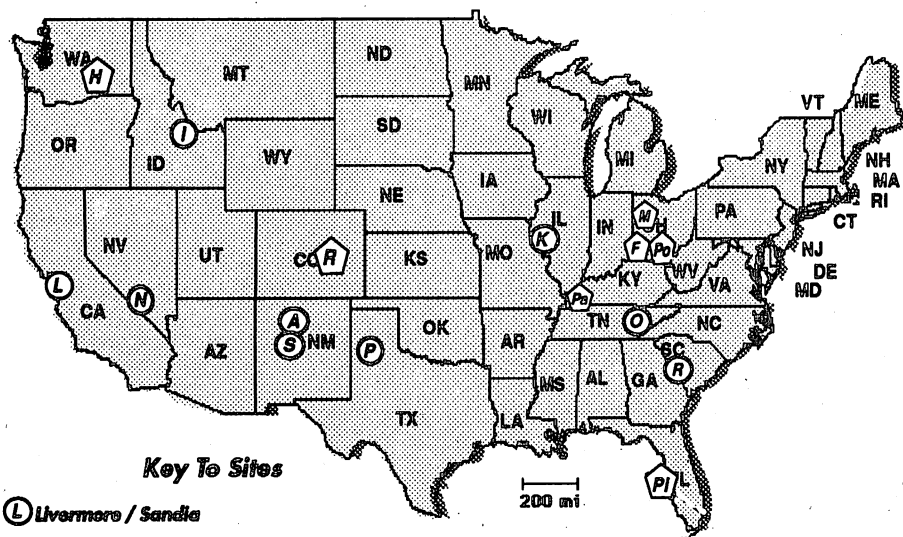 WA
H
MT
ND
MN
VT
ME
OR
ID
I
WY
SD
WI
MI
NY
NH
MA
RI
CT
NE
IA
PA
NJ
DE
MD
NV
UT
CO
R
KS
MO
IL
K
IN
M
H
F
Po
WV
VA
KY
Pa
L
CA
N
AZ
A
S
NM
P
OK
AR
TN
O
NC
SC
R
TX
LA
MS
AL
GA
Pi
L
Key To Sites
200 mi
L Livermore / Sandia